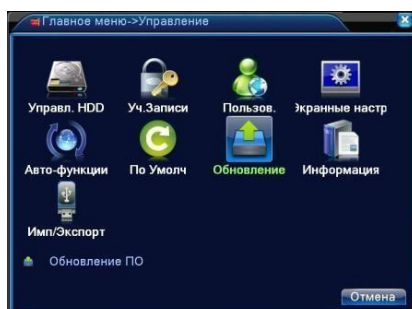 Главное меню->Управление
Управл. HDD Уч.Записи Пользов. Экранные настр
Авто-функции По Умолч Обновление Информация
Имп/Экспорт
Обновление ПО
Отмена